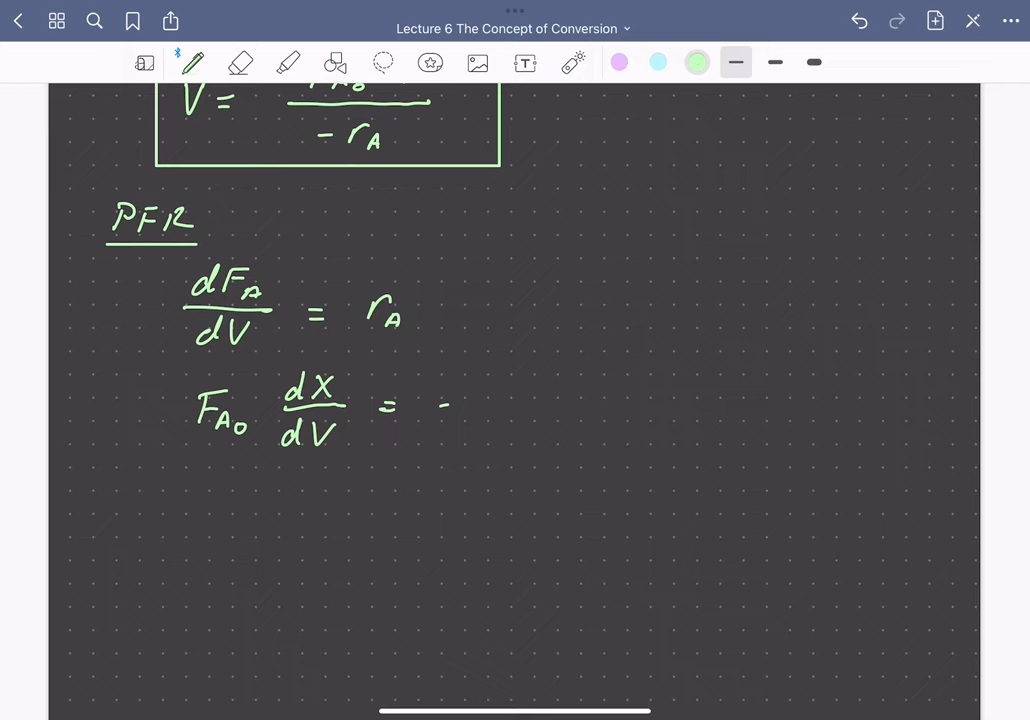 Lecture 6 The Concept of Conversion
V =
- rA
PFR
dFA
dV
= rA
FA0 dX
dV
= -